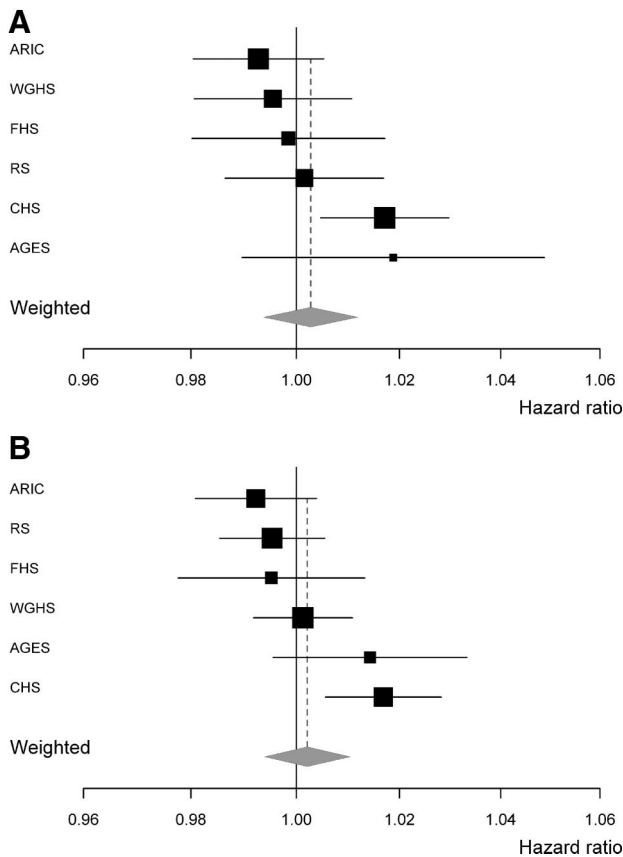 A
ARIC
WGHS
FHS
RS
CHS
AGES
Weighted
0.96 0.98 1.00 1.02 1.04 1.06
Hazard ratio
B
ARIC
RS
FHS
WGHS
AGES
CHS
Weighted
0.96 0.98 1.00 1.02 1.04 1.06
Hazard ratio